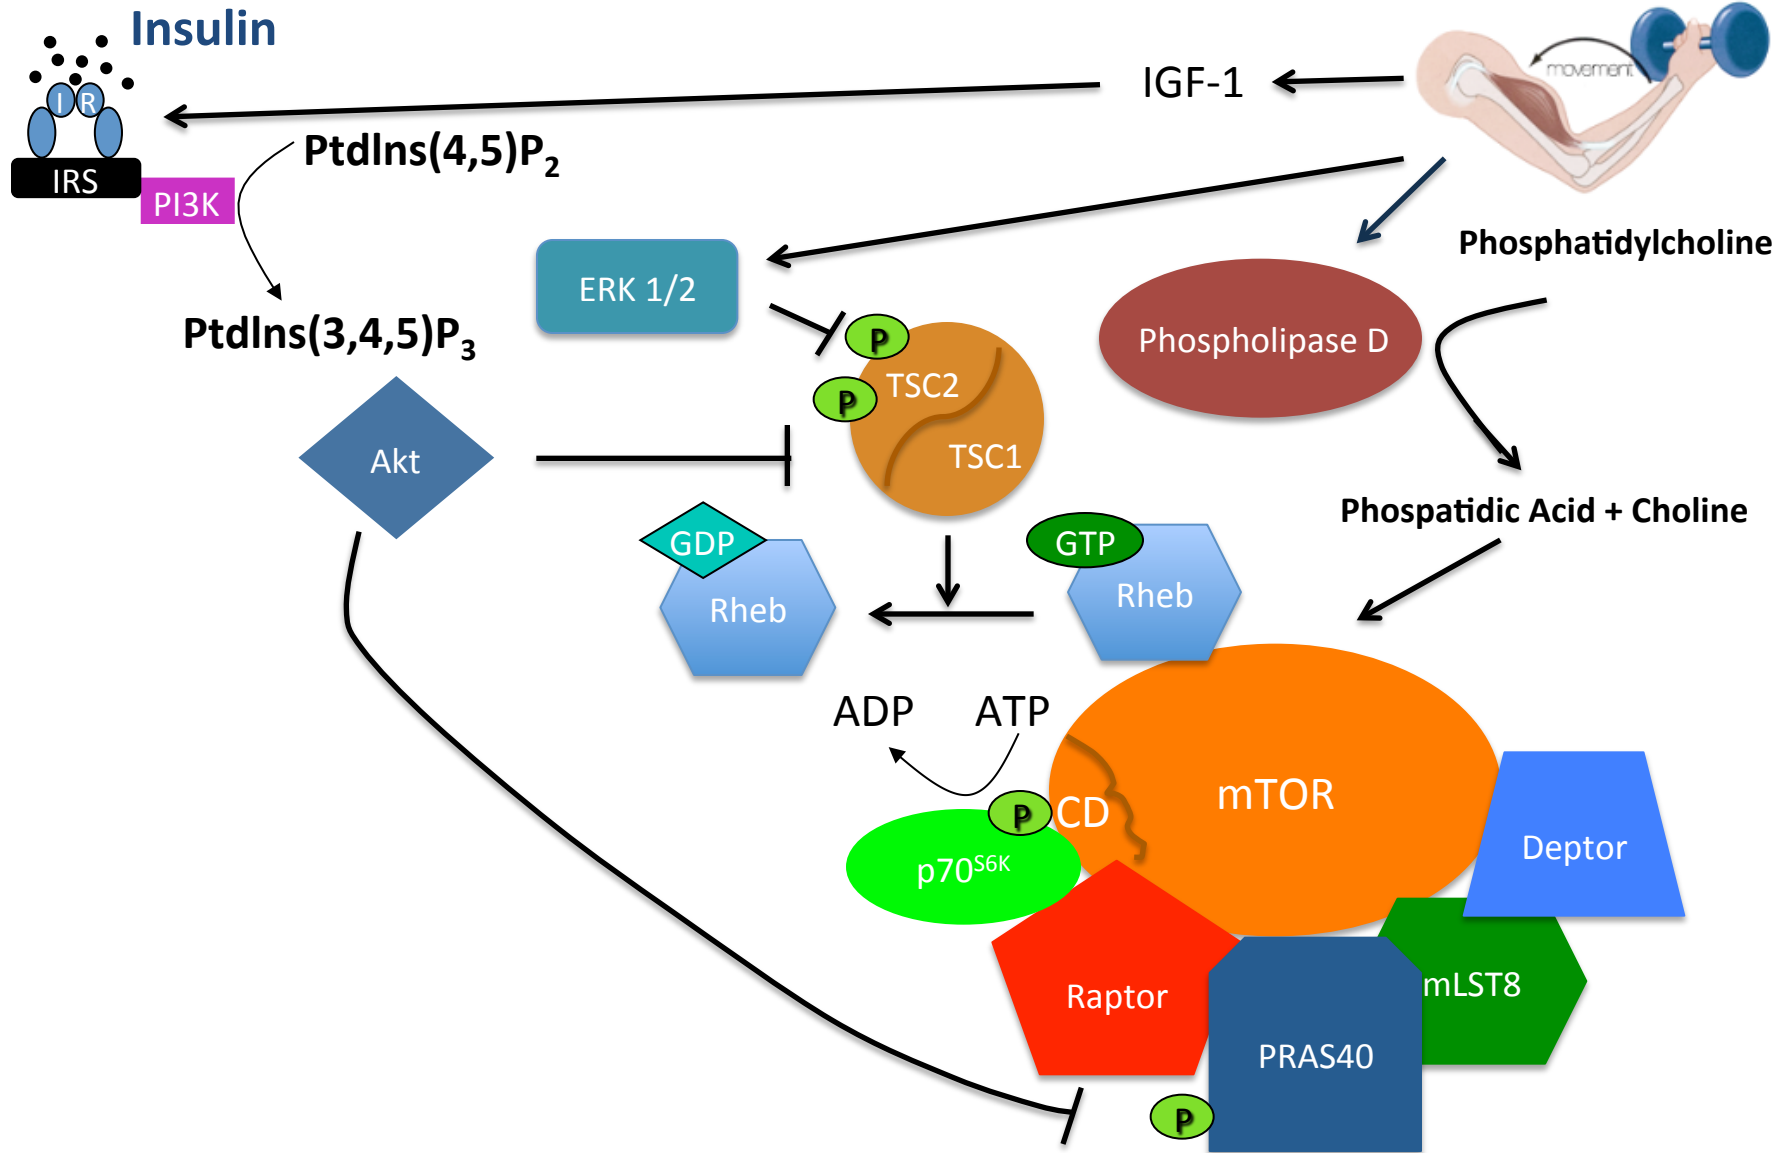 Insulin
I R
IRS
PI3K
PtdIns(4,5)P2
PtdIns(3,4,5)P3
IGF-1
movement
ERK 1/2
Phosphatidylcholine
Phospholipase D
P
P
TSC2
TSC1
Akt
Phospatidic Acid + Choline
GDP
Rheb
GTP
Rheb
ADP
ATP
P
CD
mTOR
Deptor
p70S6K
Raptor
mLST8
PRAS40
P